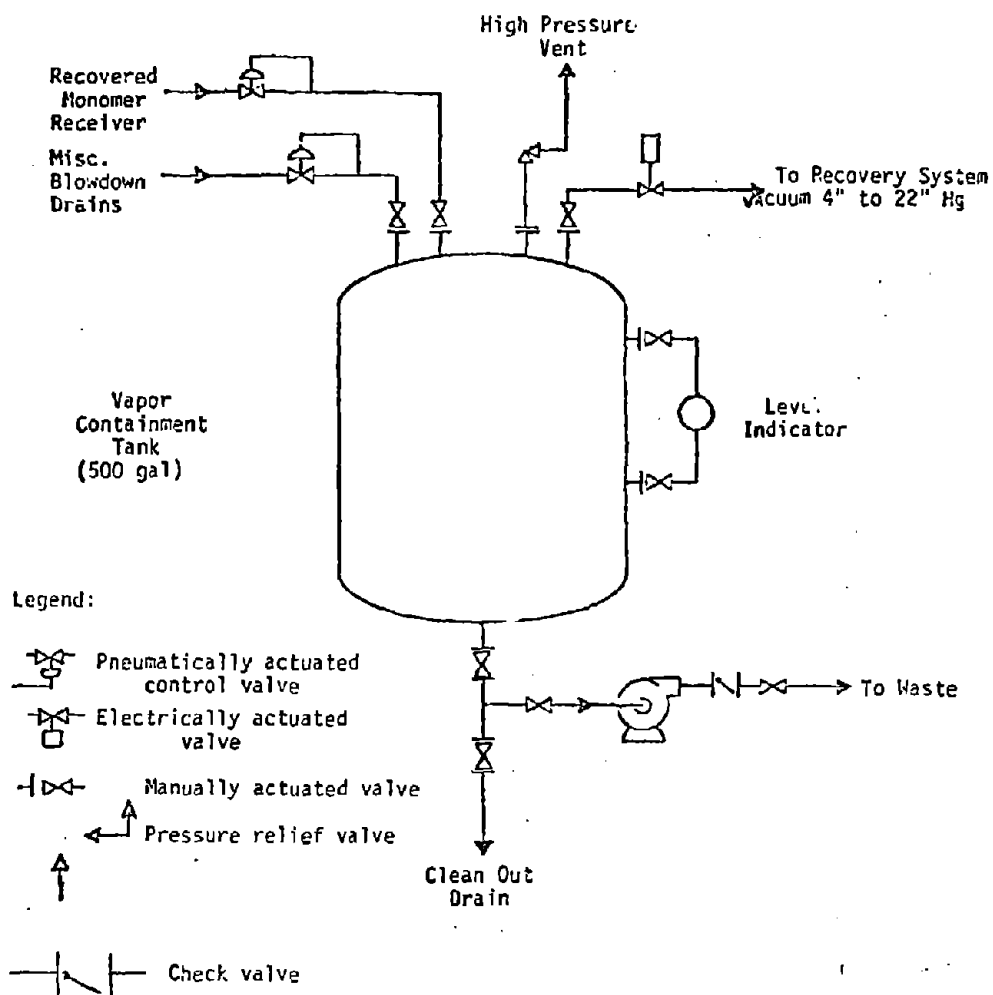 High Pressure
Vent
Recovered
Monomer
Receiver
Misc.
Blowdown
Drains
To Recovery System
Vacuum 4" to 22" Hg
Vapor
Containment
Tank
(500 gal)
Level
Indicator
Legend:
Pneumatically actuated
control valve
Electrically actuated
valve
Manually actuated valve
Pressure relief valve
Check valve
To Waste
Clean Out
Drain